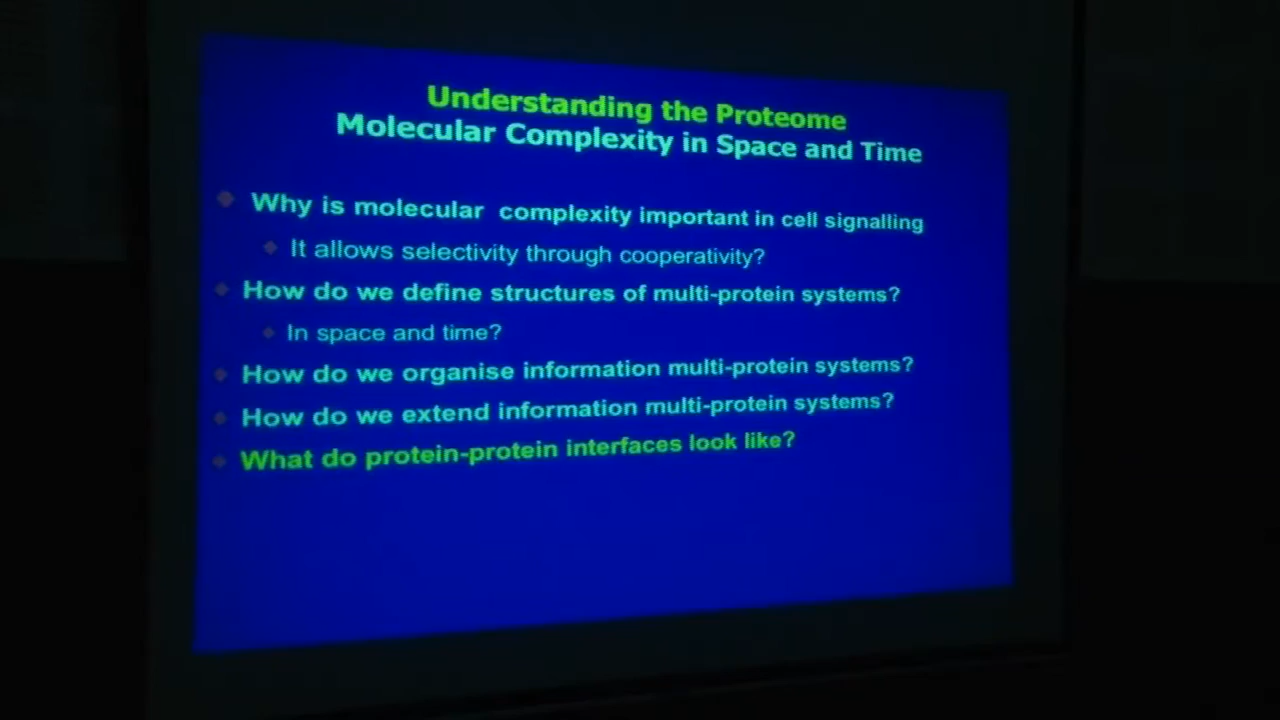 Understanding the Proteome
Molecular Complexity in Space and Time
Why is molecular complexity important in cell signalling
It allows selectivity through cooperativity?
How do we define structures of multi-protein systems?
In space and time?
How do we organise information multi-protein systems?
How do we extend information multi-protein systems?
What do protein-protein interfaces look like?